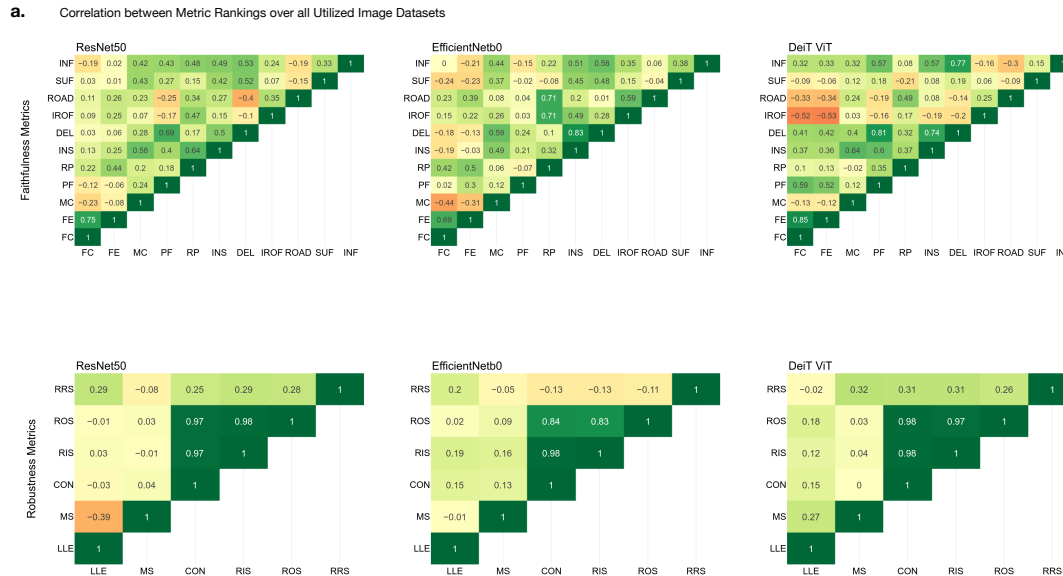 a. Correlation between Metric Rankings over all Utilized Image Datasets
Faithfulness Metrics
ResNet50
INF −0.19 0.02 0.42 0.43 0.48 0.49 0.53 0.24 −0.19 0.33 1
SUF 0.03 0.01 0.43 0.27 0.15 0.42 0.52 0.07 −0.15 1
ROAD 0.11 0.26 0.23 −0.25 0.34 0.27 −0.4 0.35 1
IROF 0.09 0.25 0.07 −0.17 0.47 0.15 −0.1 1
DEL 0.03 0.06 0.28 0.69 0.17 0.5 1
INS 0.13 0.25 0.58 0.4 0.64 1
RP 0.22 0.44 0.2 0.18 1
PF −0.12 −0.06 0.24 1
MC −0.23 −0.08 1
FE 0.75 1
FC 1
FC FE MC PF RP INS DEL IROF ROAD SUF INF
EfficientNetb0
INF 0 −0.21 0.44 −0.15 0.22 0.51 0.58 0.35 0.06 0.38 1
SUF −0.24 −0.23 0.37 −0.02 −0.08 0.45 0.48 0.15 −0.04 1
ROAD 0.23 0.39 0.08 0.04 0.71 0.2 0.01 0.59 1
IROF 0.15 0.22 0.26 0.03 0.71 0.49 0.28 1
DEL −0.18 −0.13 0.59 0.24 0.1 0.83 1
INS −0.19 −0.03 0.49 0.21 0.32 1
RP 0.42 0.5 0.06 −0.07 1
PF 0.02 0.3 0.12 1
MC −0.44 −0.31 1
FE 0.69 1
FC 1
FC FE MC PF RP INS DEL IROF ROAD SUF INF
DeiT ViT
INF 0.32 0.33 0.32 0.57 0.08 0.57 0.77 −0.16 −0.3 0.15 1
SUF −0.09 −0.06 0.12 0.18 −0.21 0.08 0.19 0.06 −0.09 1
ROAD −0.33 −0.34 0.24 −0.19 0.49 0.08 −0.14 0.25 1
IROF −0.52 −0.53 0.03 −0.16 0.17 −0.19 −0.2 1
DEL 0.41 0.42 0.4 0.81 0.32 0.74 1
INS 0.37 0.36 0.64 0.6 0.37 1
RP 0.1 0.13 −0.02 0.35 1
PF 0.59 0.52 0.12 1
MC −0.13 −0.12 1
FE 0.85 1
FC 1
FC FE MC PF RP INS DEL IROF ROAD SUF
Robustness Metrics
ResNet50
RRS 0.29 −0.08 0.25 0.29 0.28 1
ROS −0.01 0.03 0.97 0.98 1
RIS 0.03 −0.01 0.97 1
CON −0.03 0.04 1
MS −0.39 1
LLE 1
LLE MS CON RIS ROS RRS
EfficientNetb0
RRS 0.2 −0.05 −0.13 −0.13 −0.11 1
ROS 0.02 0.09 0.84 0.83 1
RIS 0.19 0.16 0.98 1
CON 0.15 0.13 1
MS −0.01 1
LLE 1
LLE MS CON RIS ROS RRS
DeiT ViT
RRS −0.02 0.32 0.31 0.31 0.26 1
ROS 0.18 0.03 0.98 0.97 1
RIS 0.12 0.04 0.98 1
CON 0.15 0 1
MS 0.27 1
LLE 1
LLE MS CON RIS ROS RRS